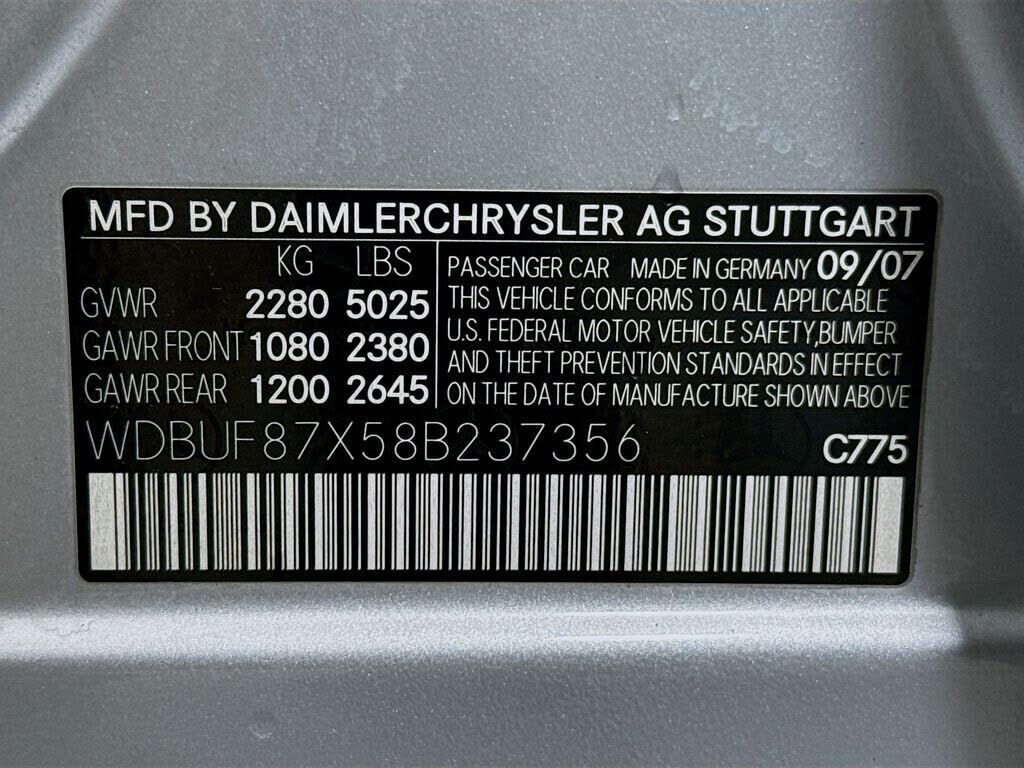 MFD BY DAIMLERCHRYSLER AG STUTTGART
KG LBS
GVWR 2280 5025
GAWR FRONT 1080 2380
GAWR REAR 1200 2645
PASSENGER CAR MADE IN GERMANY 09/07
THIS VEHICLE CONFORMS TO ALL APPLICABLE
U.S. FEDERAL MOTOR VEHICLE SAFETY,BUMPER
AND THEFT PREVENTION STANDARDS IN EFFECT
ON THE DATE OF MANUFACTURE SHOWN ABOVE
WDBUF87X58B237356 C775